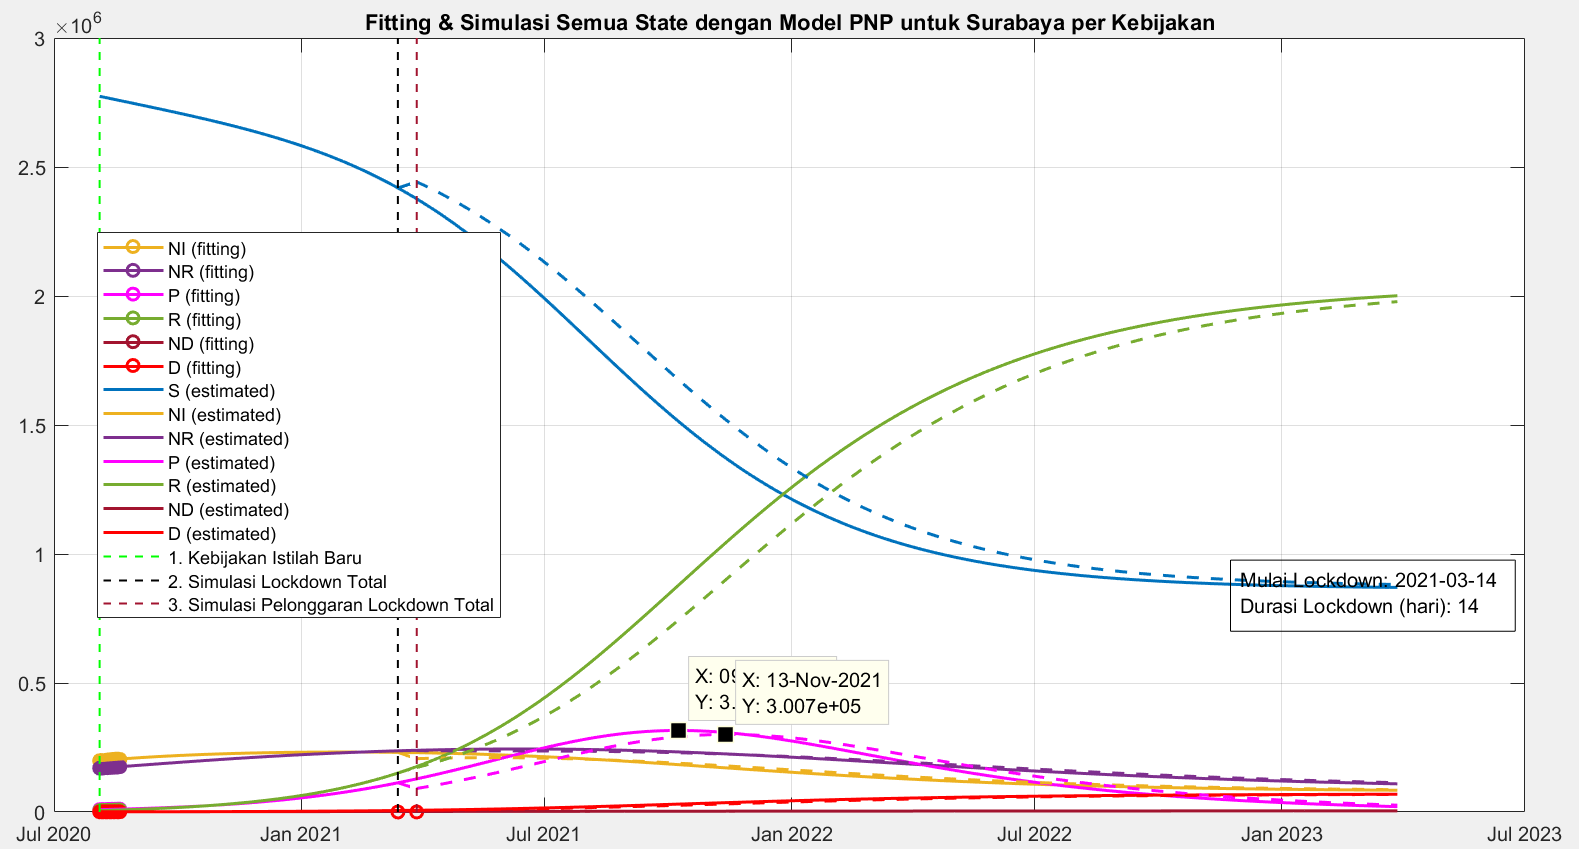 Fitting & Simulasi Semua State dengan Model PNP untuk Surabaya per Kebijakan
×10⁶
3
2.5
2
1.5
1
0.5
0
NI (fitting)
NR (fitting)
P (fitting)
R (fitting)
ND (fitting)
D (fitting)
S (estimated)
NI (estimated)
NR (estimated)
P (estimated)
R (estimated)
ND (estimated)
D (estimated)
1. Kebijakan Istilah Baru
2. Simulasi Lockdown Total
3. Simulasi Pelonggaran Lockdown Total
Mulai Lockdown: 2021-03-14
Durasi Lockdown (hari): 14
X: 09
Y: 3.
X: 13-Nov-2021
Y: 3.007e+05
Jul 2020
Jan 2021
Jul 2021
Jan 2022
Jul 2022
Jan 2023
Jul 2023